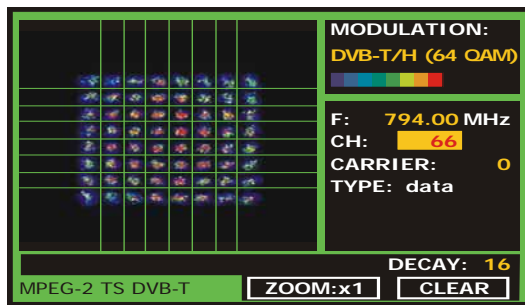 MODULATION:
DVB-T/H (64 QAM)
F: 794.00 MHz
CH: 66
CARRIER: 0
TYPE: data
DECAY: 16
MPEG-2 TS DVB-T ZOOM:x1 CLEAR